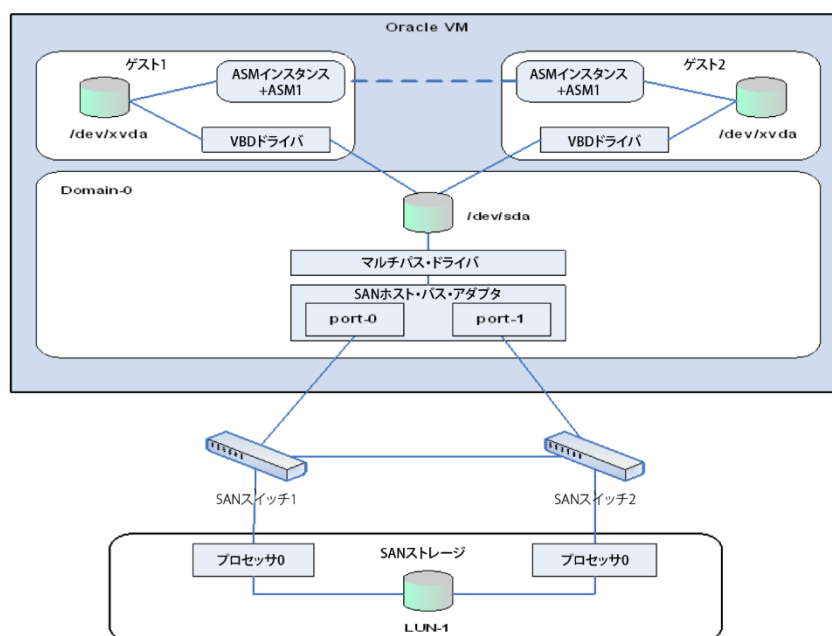 Oracle VM
ゲスト1
ASMインスタンス
+ASM1
/dev/xvda
VBDドライバ
ASMインスタンス
+ASM1
ゲスト2
VBDドライバ
/dev/xvda
Domain-0
/dev/sda
マルチパス・ドライバ
SANホスト・バス・アダプタ
port-0
port-1
SANスイッチ1
SANスイッチ2
プロセッサ0
SANストレージ
プロセッサ0
LUN-1